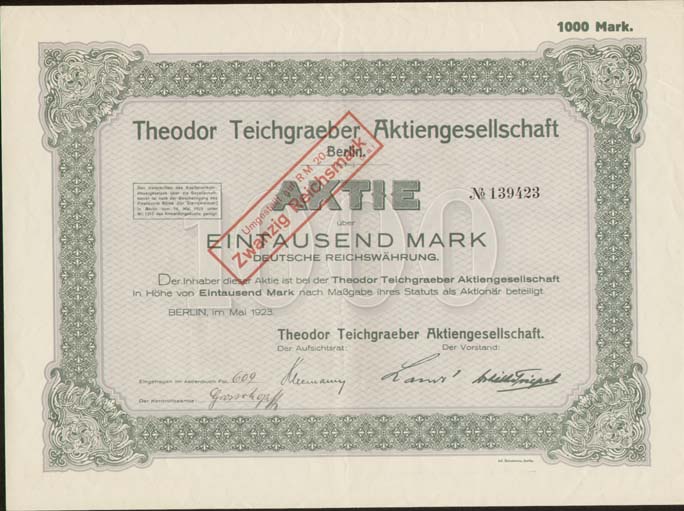 1000 Mark.
Theodor Teichgraeber Aktiengesellschaft
Berlin.
Umgestellt auf R.M. 20.-
Zwanzig Reichsmark
AKTIE
№ 139423
über
1000
EINTAUSEND MARK
DEUTSCHE REICHSWÄHRUNG.
Der Inhaber dieser Aktie ist bei der Theodor Teichgraeber Aktiengesellschaft
in Höhe von Eintausend Mark nach Maßgabe ihres Statuts als Aktionär beteiligt
BERLIN, im Mai 1923.
Theodor Teichgraeber Aktiengesellschaft.
Der Aufsichtsrat: Der Vorstand:
Eingetragen im Aktienbuch Fol. 609
Der Kontrollbeamte: